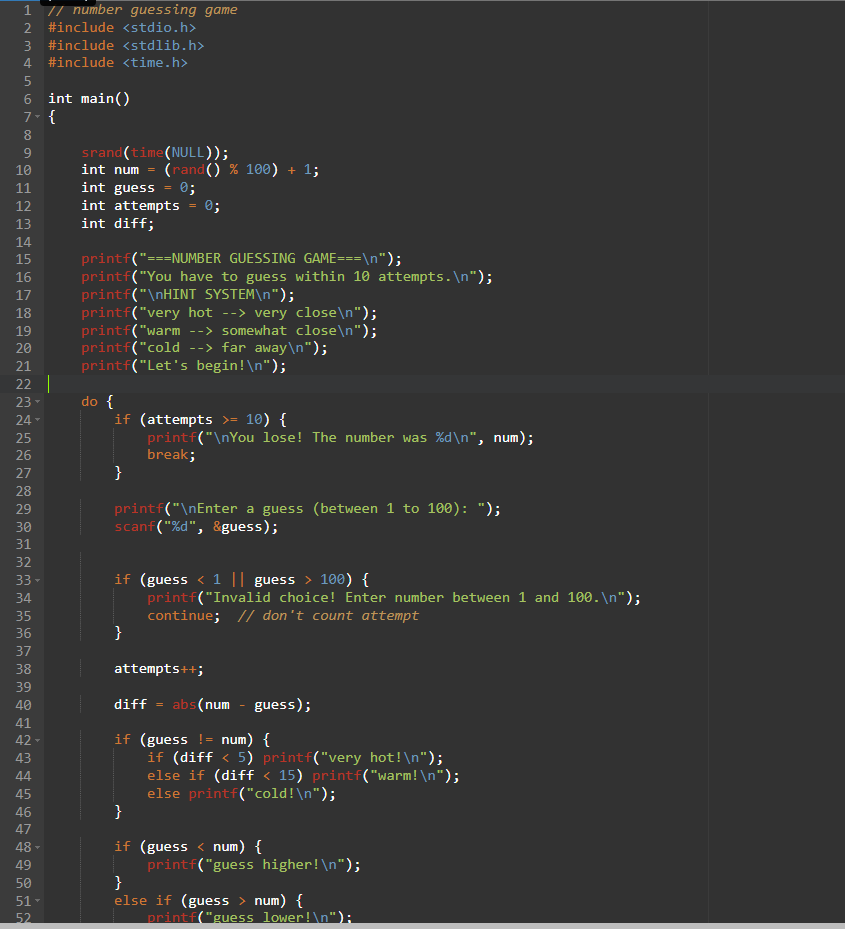 1 // number guessing game
2 #include <stdio.h>
3 #include <stdlib.h>
4 #include <time.h>
5
6 int main()
7 {
8
9     srand(time(NULL));
10     int num = (rand() % 100) + 1;
11     int guess = 0;
12     int attempts = 0;
13     int diff;
14
15     printf("===NUMBER GUESSING GAME===\n");
16     printf("You have to guess within 10 attempts.\n");
17     printf("\nHINT SYSTEM\n");
18     printf("very hot --> very close\n");
19     printf("warm --> somewhat close\n");
20     printf("cold --> far away\n");
21     printf("Let's begin!\n");
22
23     do {
24         if (attempts >= 10) {
25             printf("\nYou lose! The number was %d\n", num);
26             break;
27         }
28
29         printf("\nEnter a guess (between 1 to 100): ");
30         scanf("%d", &guess);
31
32
33         if (guess < 1 || guess > 100) {
34             printf("Invalid choice! Enter number between 1 and 100.\n");
35             continue;  // don't count attempt
36         }
37
38         attempts++;
39
40         diff = abs(num - guess);
41
42         if (guess != num) {
43             if (diff < 5) printf("very hot!\n");
44             else if (diff < 15) printf("warm!\n");
45             else printf("cold!\n");
46         }
47
48         if (guess < num) {
49             printf("guess higher!\n");
50         }
51         else if (guess > num) {
52             printf("guess lower!\n");